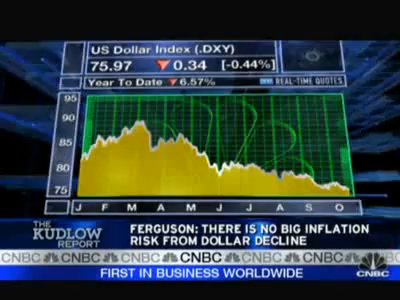 US Dollar Index (.DXY)
75.97 ▼ 0.34 [-0.44%]
Year To Date ▼ 6.57% REAL-TIME QUOTES
95
90
85
80
75
J F M A M J J A S O
THE
KUDLOW
REPORT
FERGUSON: THERE IS NO BIG INFLATION
RISK FROM DOLLAR DECLINE
CNBC CNBC CNBC CNBC CNBC CNBC
FIRST IN BUSINESS WORLDWIDE
CNBC